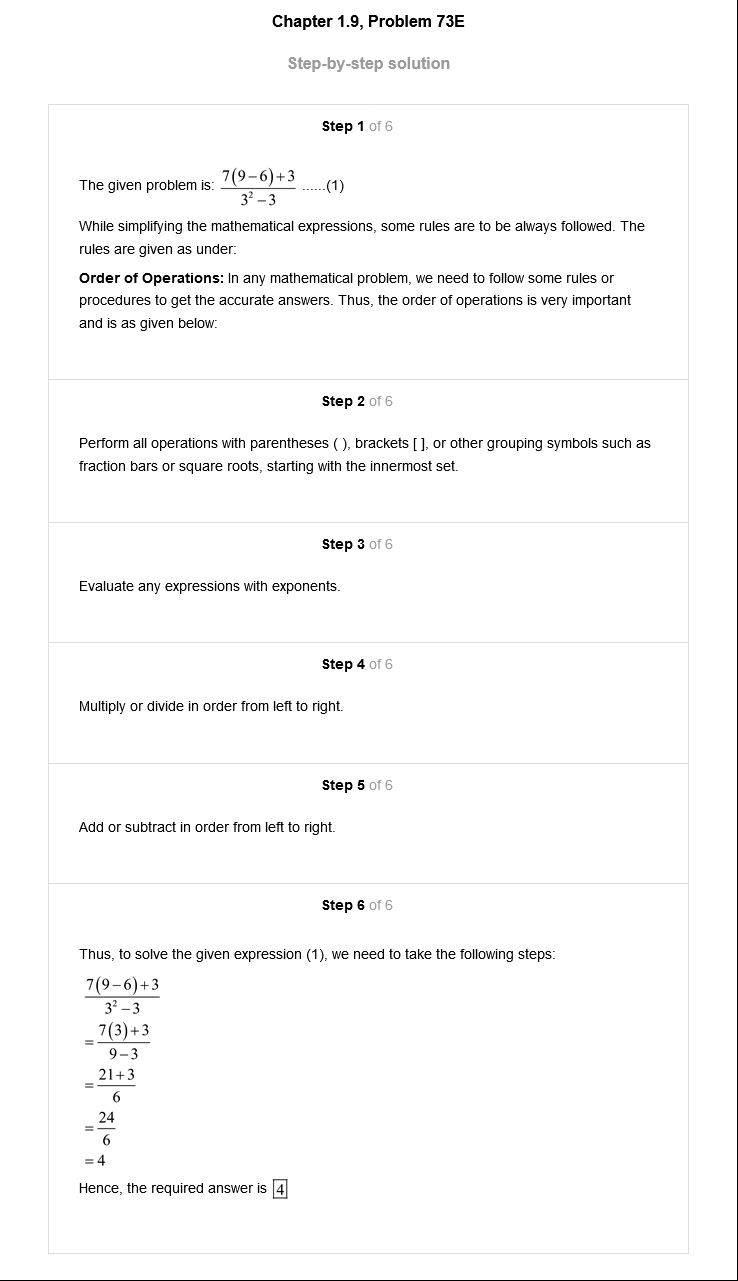 Chapter 1.9, Problem 73E
Step-by-step solution
Step 1 of 6
The given problem is: \frac{7(9-6)+3}{3^2-3} ......(1)
While simplifying the mathematical expressions, some rules are to be always followed. The
rules are given as under:
Order of Operations: In any mathematical problem, we need to follow some rules or
procedures to get the accurate answers. Thus, the order of operations is very important
and is as given below:
Step 2 of 6
Perform all operations with parentheses ( ), brackets [ ], or other grouping symbols such as
fraction bars or square roots, starting with the innermost set.
Step 3 of 6
Evaluate any expressions with exponents.
Step 4 of 6
Multiply or divide in order from left to right.
Step 5 of 6
Add or subtract in order from left to right.
Step 6 of 6
Thus, to solve the given expression (1), we need to take the following steps:
\frac{7(9-6)+3}{3^2-3}
=\frac{7(3)+3}{9-3}
=\frac{21+3}{6}
=\frac{24}{6}
=4
Hence, the required answer is 4